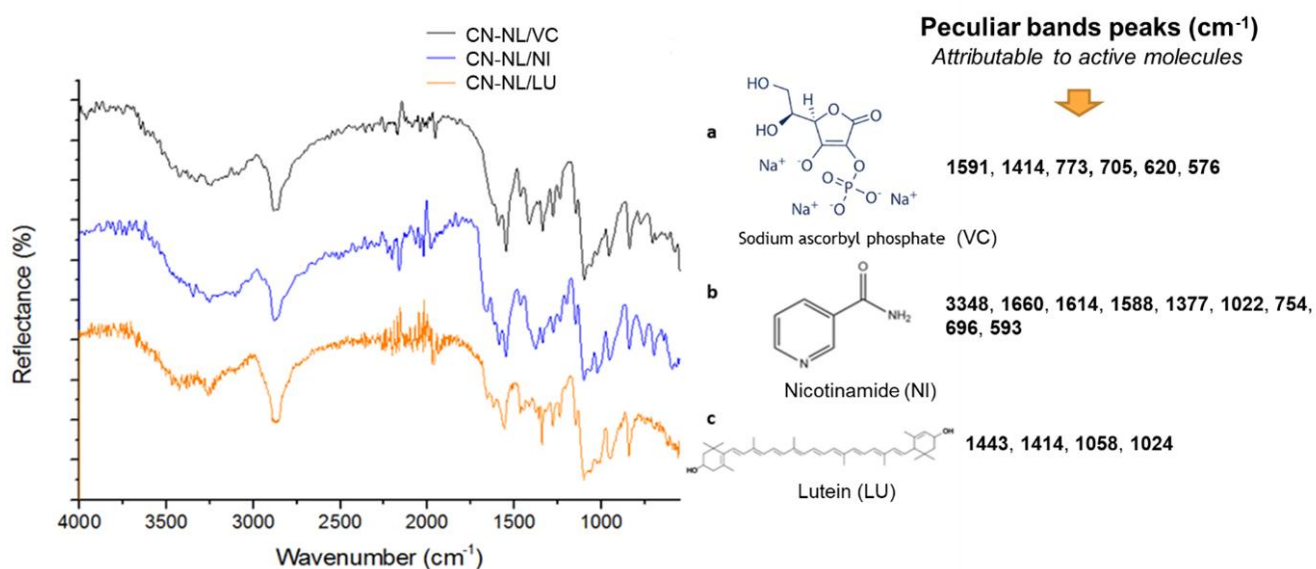 CN-NL/VC
CN-NL/NI
CN-NL/LU
Reflectance (%)
4000 3500 3000 2500 2000 1500 1000
Wavenumber (cm⁻¹)
Peculiar bands peaks (cm⁻¹)
Attributable to active molecules
a
HO
H
O
O
HO
Na⁺
⁻O
O
O
P
O⁻
Na⁺
Na⁺
⁻O
1591, 1414, 773, 705, 620, 576
Sodium ascorbyl phosphate (VC)
b
O
NH₂
N
3348, 1660, 1614, 1588, 1377, 1022, 754,
696, 593
Nicotinamide (NI)
c
OH
HO
1443, 1414, 1058, 1024
Lutein (LU)